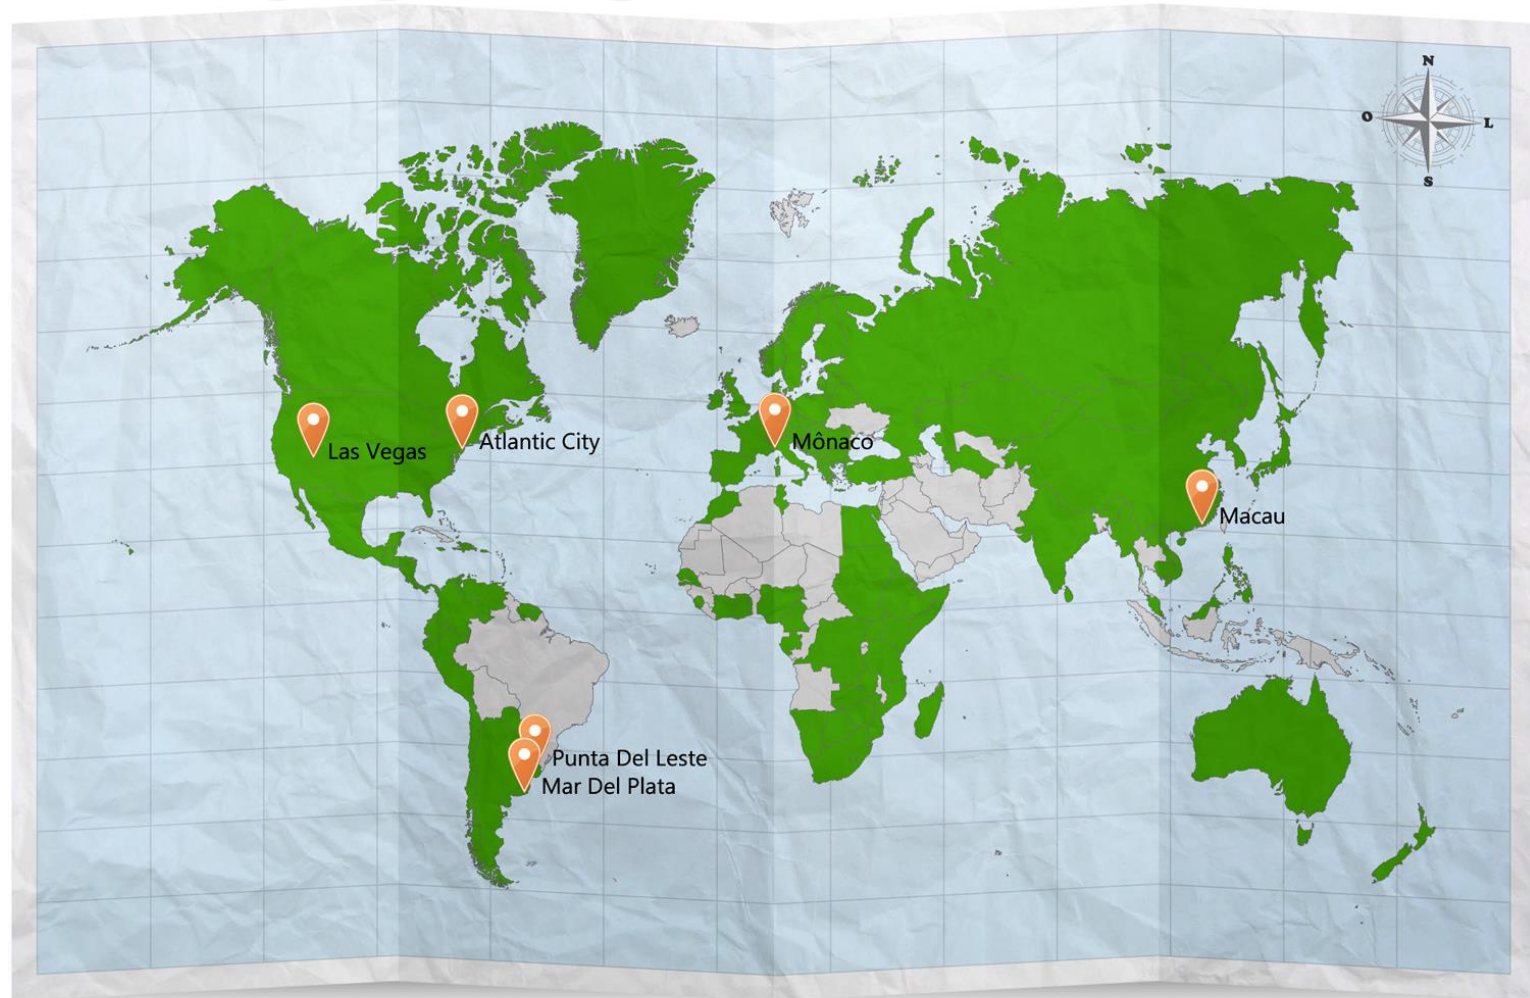 N
O
L
S
Las Vegas
Atlantic City
Mônaco
Macau
Punta Del Leste
Mar Del Plata